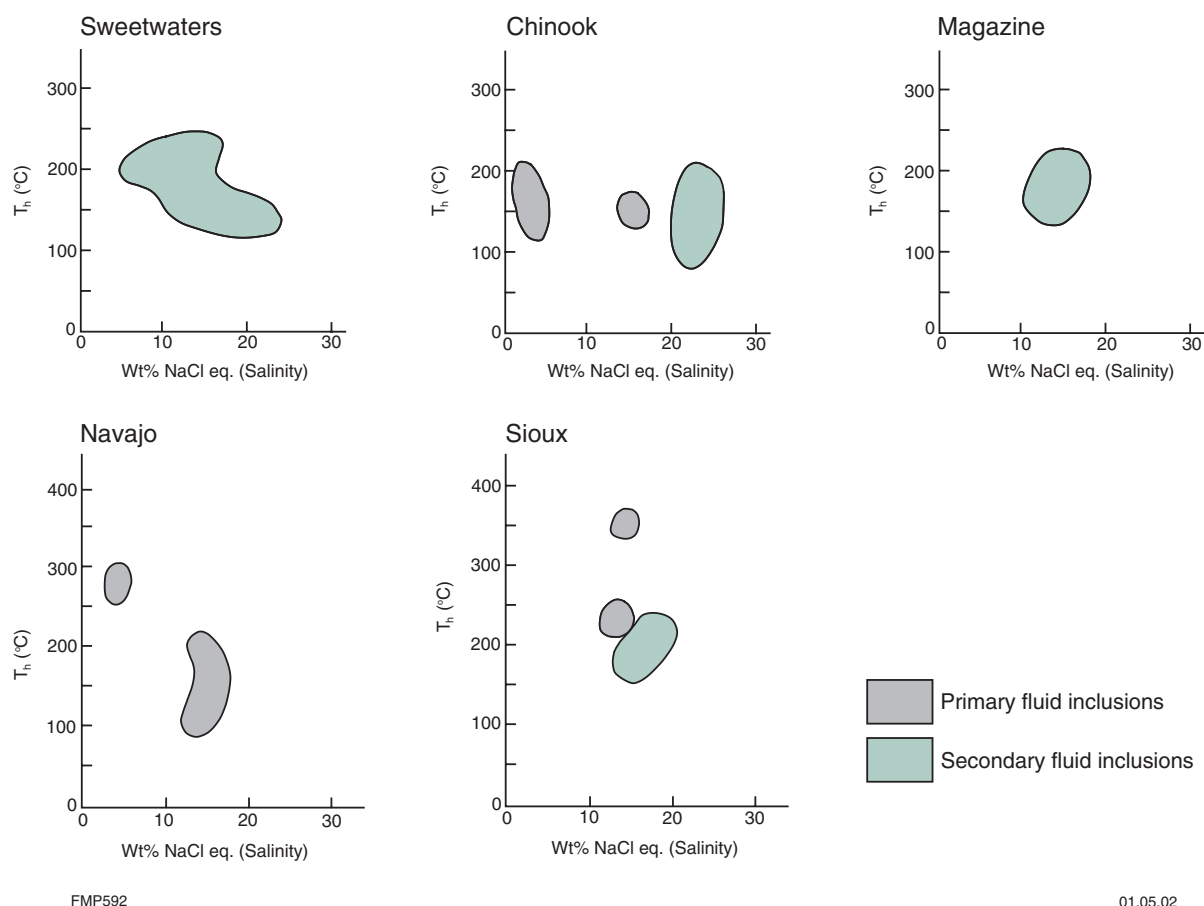 Sweetwaters
300
200
100
0
Tₕ (°C)
0 10 20 30
Wt% NaCl eq. (Salinity)
Chinook
300
200
100
0
Tₕ (°C)
0 10 20 30
Wt% NaCl eq. (Salinity)
Magazine
300
200
100
0
Tₕ (°C)
0 10 20 30
Wt% NaCl eq. (Salinity)
Navajo
400
300
200
100
0
Tₕ (°C)
0 10 20 30
Wt% NaCl eq. (Salinity)
Sioux
400
300
200
100
0
Tₕ (°C)
0 10 20 30
Wt% NaCl eq. (Salinity)
Primary fluid inclusions
Secondary fluid inclusions
FMP592
01.05.02